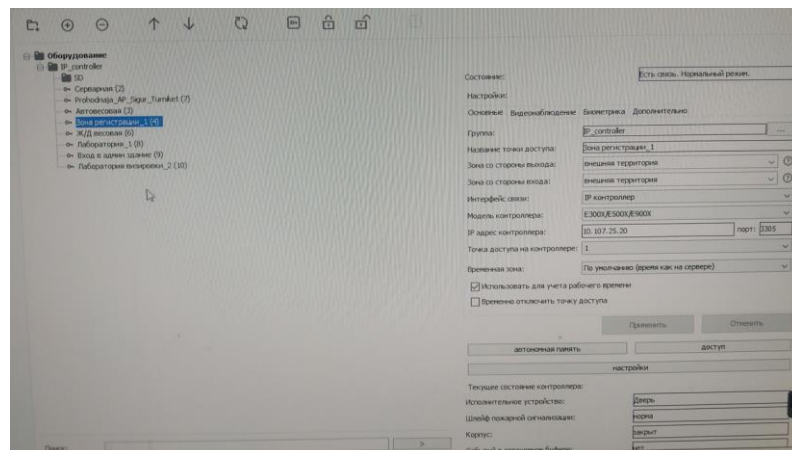 Оборудование
IP_controller
SD
Серварная (2)
Prohodnaja_AP_Sigur_Turniket (7)
Автовесовая (3)
Зона регистрации_1 (4)
Ж/Д весовая (6)
Лаборатория_1 (8)
Вход в админ здание (9)
Лаборатория визировки_2 (10)
Состояние: Есть связь. Нормальный режим.
Настройки:
Основные Видеонаблюдение Биометрика Дополнительно
Группа: IP_controller ...
Название точки доступа: Зона регистрации_1
Зона со стороны выхода: внешняя территория
Зона со стороны входа: внешняя территория
Интерфейс связи: IP контроллер
Модель контроллера: E300X/E500X/E900X
IP адрес контроллера: 10.107.25.20 порт: 3305
Точка доступа на контроллере: 1
Временная зона: По умолчанию (время как на сервере)
Использовать для учета рабочего времени
Временно отключить точку доступа
Применить Отменить
автономная память доступ
настройки
Текущее состояние контроллера:
Исполнительное устройство: Дверь
Шлейф пожарной сигнализации: норма
Корпус: закрыт
нет
Поиск: >